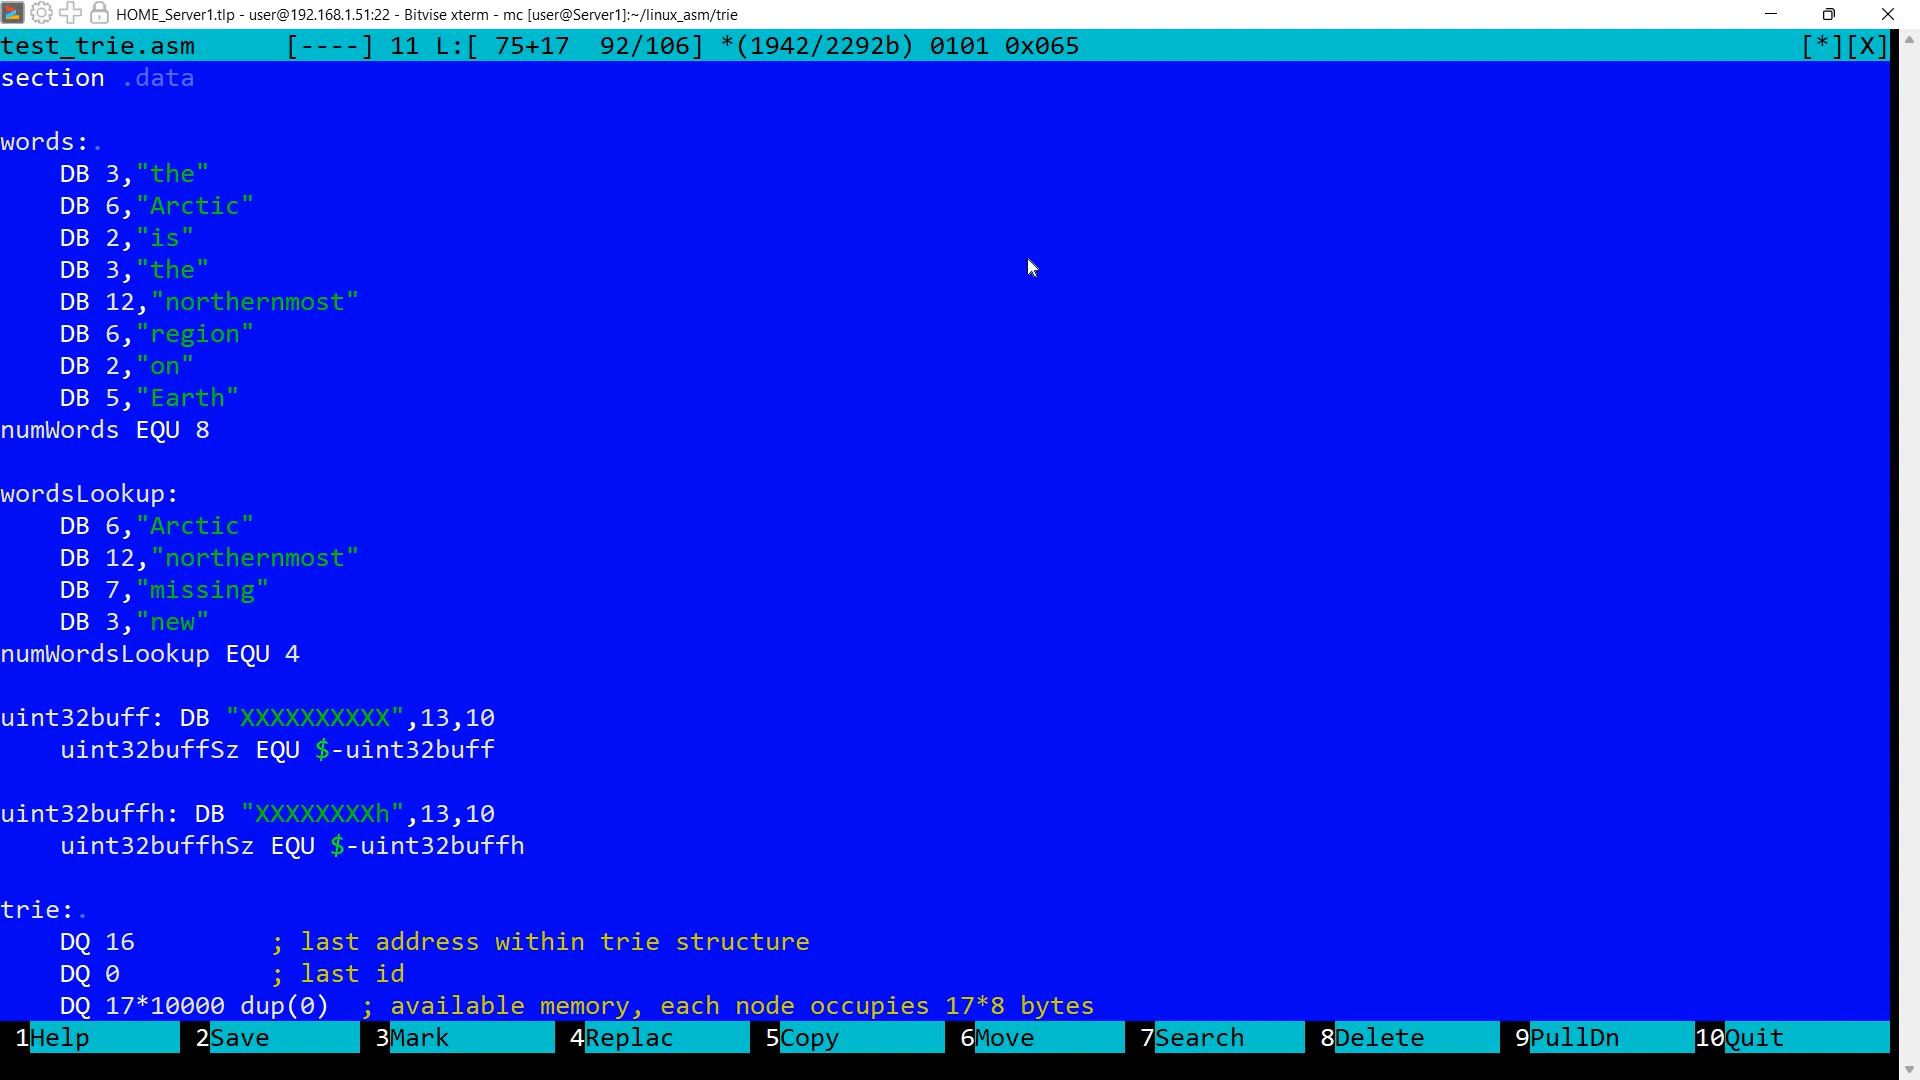 HOME_Server1.tlp - user@192.168.1.51:22 - Bitvise xterm - mc [user@Server1]:~/linux_asm/trie
test_trie.asm      [----] 11 L:[ 75+17  92/106] *(1942/2292b) 0101 0x065 [*][X]
section .data
words:.
    DB 3,"the"
    DB 6,"Arctic"
    DB 2,"is"
    DB 3,"the"
    DB 12,"northernmost"
    DB 6,"region"
    DB 2,"on"
    DB 5,"Earth"
numWords EQU 8
wordsLookup:
    DB 6,"Arctic"
    DB 12,"northernmost"
    DB 7,"missing"
    DB 3,"new"
numWordsLookup EQU 4
uint32buff: DB "XXXXXXXXXX",13,10
    uint32buffSz EQU $-uint32buff
uint32buffh: DB "XXXXXXXXh",13,10
    uint32buffhSz EQU $-uint32buffh
trie:.
    DQ 16         ; last address within trie structure
    DQ 0          ; last id
    DQ 17*10000 dup(0)  ; available memory, each node occupies 17*8 bytes
1Help 2Save 3Mark 4Replac 5Copy 6Move 7Search 8Delete 9PullDn 10Quit